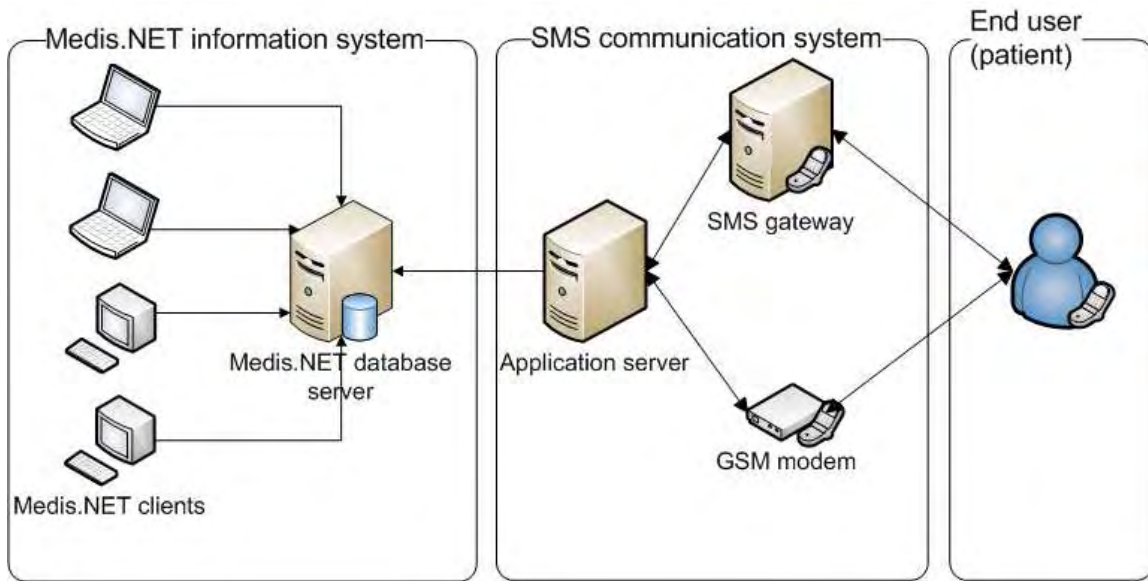 Medis.NET information system
SMS communication system
End user
(patient)
SMS gateway
Medis.NET database
server
Application server
GSM modem
Medis.NET clients